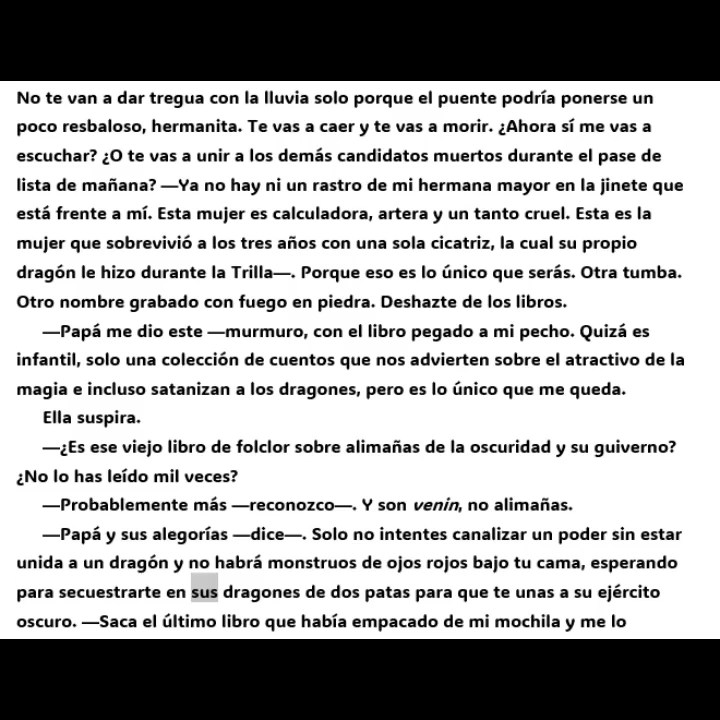 No te van a dar tregua con la lluvia solo porque el puente podría ponerse un
poco resbaloso, hermanita. Te vas a caer y te vas a morir. ¿Ahora sí me vas a
escuchar? ¿O te vas a unir a los demás candidatos muertos durante el pase de
lista de mañana? —Ya no hay ni un rastro de mi hermana mayor en la jinete que
está frente a mí. Esta mujer es calculadora, artera y un tanto cruel. Esta es la
mujer que sobrevivió a los tres años con una sola cicatriz, la cual su propio
dragón le hizo durante la Trilla—. Porque eso es lo único que serás. Otra tumba.
Otro nombre grabado con fuego en piedra. Deshazte de los libros.
—Papá me dio este —murmuro, con el libro pegado a mi pecho. Quizá es
infantil, solo una colección de cuentos que nos advierten sobre el atractivo de la
magia e incluso satanizan a los dragones, pero es lo único que me queda.
Ella suspira.
—¿Es ese viejo libro de folclor sobre alimañas de la oscuridad y su guiverno?
¿No lo has leído mil veces?
—Probablemente más —reconozco—. Y son venin, no alimañas.
—Papá y sus alegorías —dice—. Solo no intentes canalizar un poder sin estar
unida a un dragón y no habrá monstruos de ojos rojos bajo tu cama, esperando
para secuestrarte en sus dragones de dos patas para que te unas a su ejército
oscuro. —Saca el último libro que había empacado de mi mochila y me lo